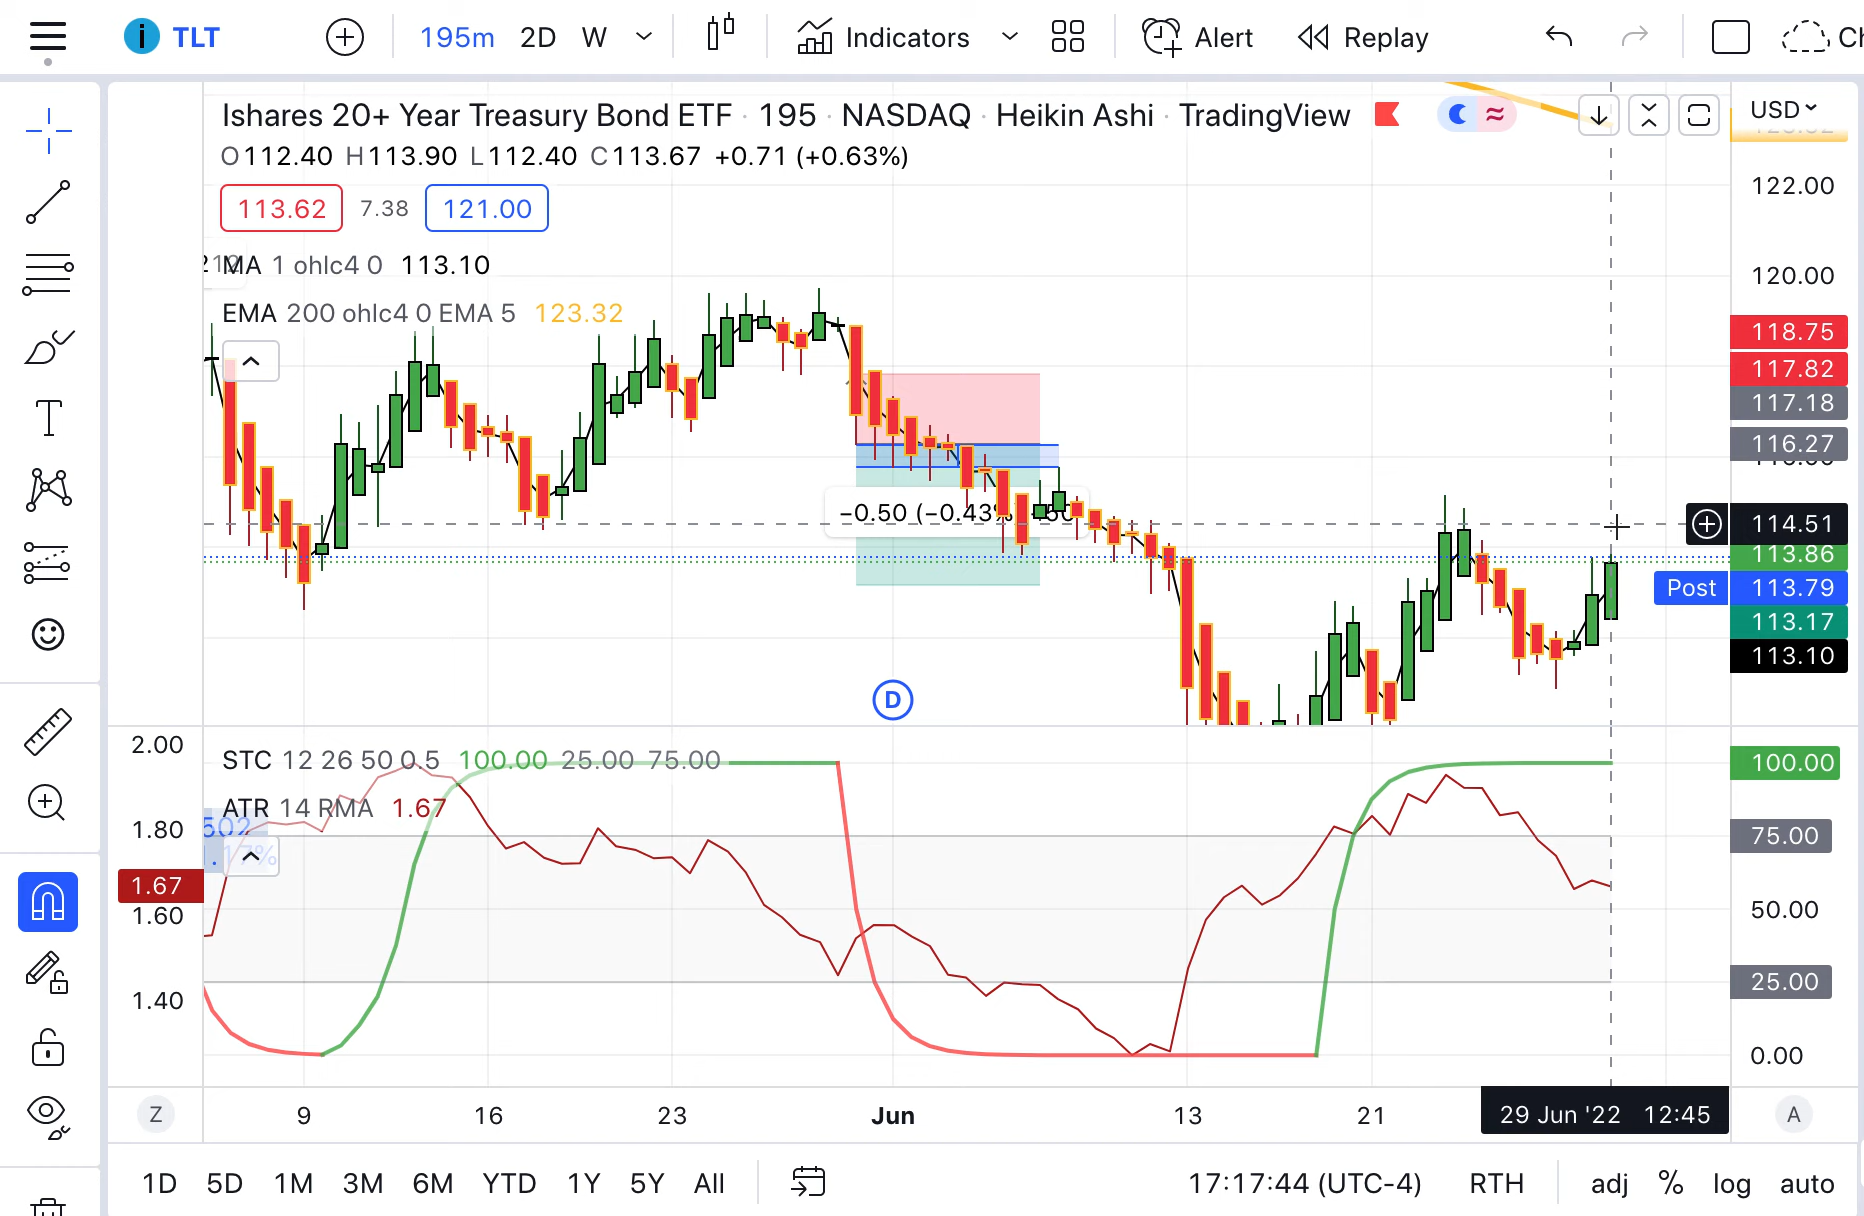 TLT 195m 2D W Indicators Alert Replay
Ishares 20+ Year Treasury Bond ETF · 195 · NASDAQ · Heikin Ashi · TradingView
USD
O112.40 H113.90 L112.40 C113.67 +0.71 (+0.63%)
122.00
113.62 7.38 121.00
MA 1 ohlc4 0 113.10
120.00
EMA 200 ohlc4 0 EMA 5 123.32
118.75
117.82
117.18
116.27
−0.50 (−0.43%
114.51
113.86
Post 113.79
113.17
113.10
D
2.00
STC 12 26 50 0.5 100.00 25.00 75.00
100.00
ATR 14 RMA 1.67
1.80
502
75.00
1.67
1.60
50.00
25.00
1.40
0.00
Z 9 16 23 Jun 13 21 29 Jun '22 12:45 A
1D 5D 1M 3M 6M YTD 1Y 5Y All 17:17:44 (UTC-4) RTH adj % log auto